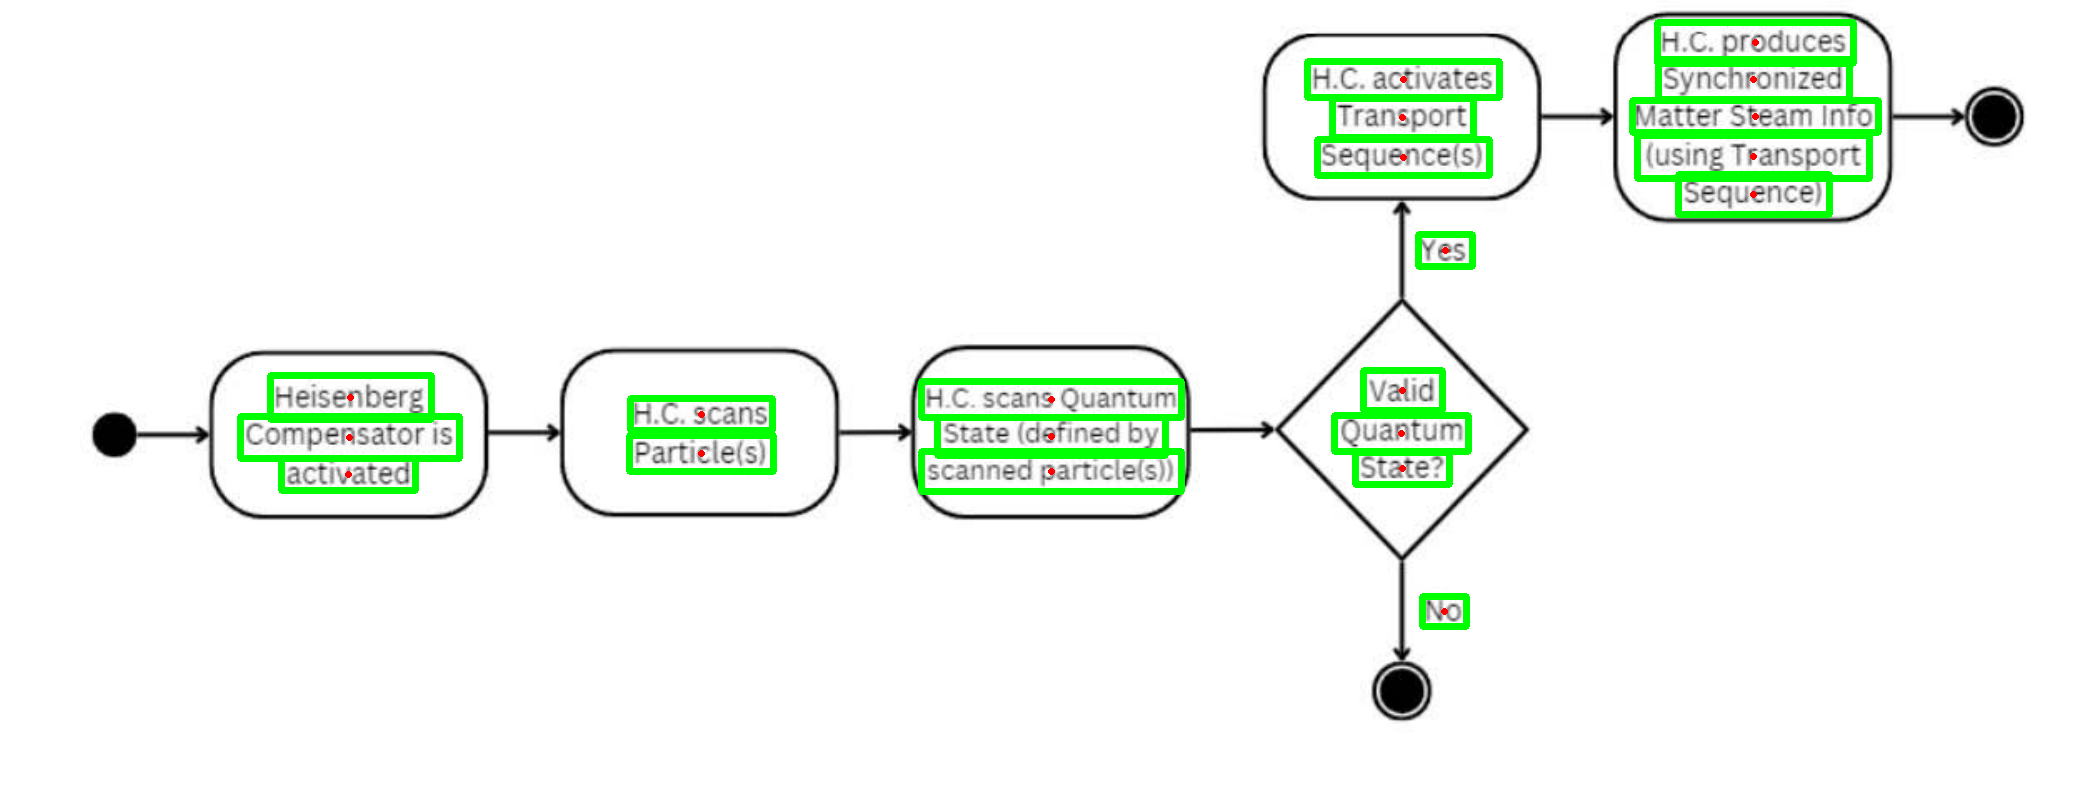 Heisenberg
Compensator is
activated
H.C. scans
Particle(s)
H.C. scans Quantum
State (defined by
scanned particle(s))
Valid
Quantum
State?
Yes
H.C. activates
Transport
Sequence(s)
H.C. produces
Synchronized
Matter Steam Info
(using Transport
Sequence)
No